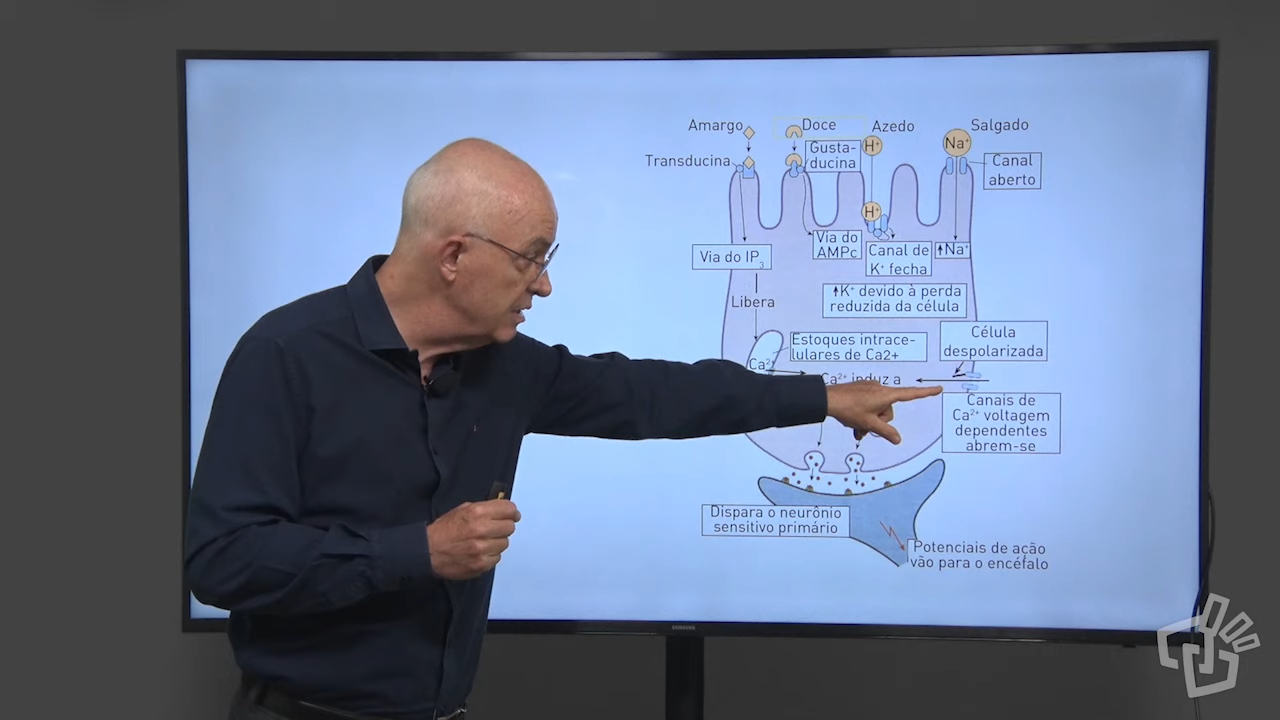 Amargo
Doce
Azedo
Salgado
Transducina
Gusta-
ducina
H⁺
Na⁺
Canal
aberto
H⁺
Via do IP₃
Via do
AMPc
Canal de
K⁺ fecha
↑Na⁺
↑K⁺ devido à perda
reduzida da célula
Libera
Célula
despolarizada
Estoques intrace-
lulares de Ca2+
Ca²⁺
Ca²⁺ induz a
Canais de
Ca²⁺ voltagem
dependentes
abrem-se
Dispara o neurônio
sensitivo primário
Potenciais de ação
vão para o encéfalo
SAMSUNG